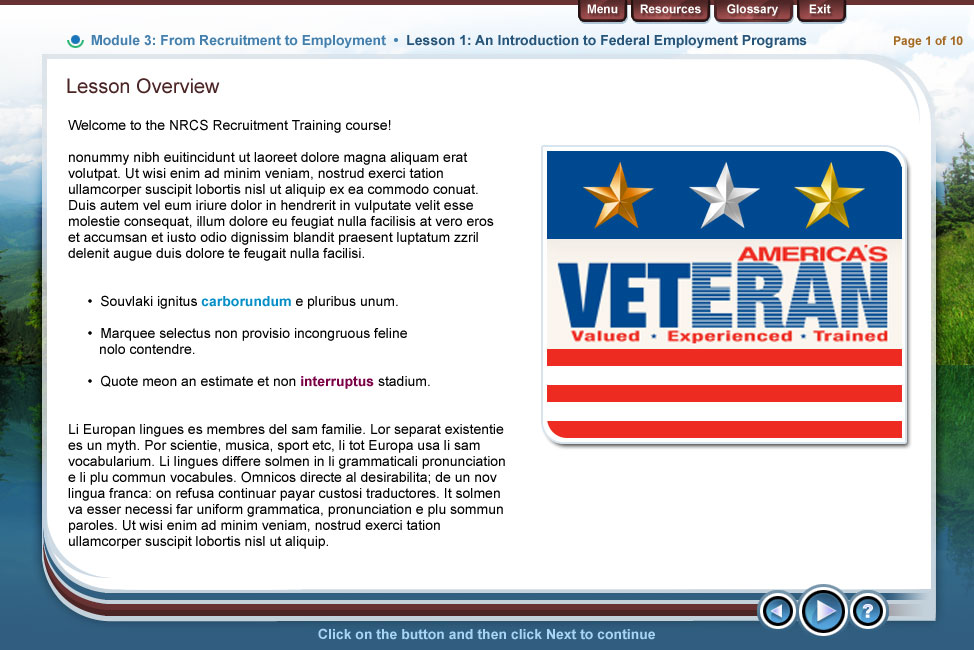 Menu Resources Glossary Exit
Module 3: From Recruitment to Employment • Lesson 1: An Introduction to Federal Employment Programs
Page 1 of 10
Lesson Overview
Welcome to the NRCS Recruitment Training course!
nonummy nibh euitincidunt ut laoreet dolore magna aliquam erat
volutpat. Ut wisi enim ad minim veniam, nostrud exerci tation
ullamcorper suscipit lobortis nisl ut aliquip ex ea commodo conuat.
Duis autem vel eum iriure dolor in hendrerit in vulputate velit esse
molestie consequat, illum dolore eu feugiat nulla facilisis at vero eros
et accumsan et iusto odio dignissim blandit praesent luptatum zzril
delenit augue duis dolore te feugait nulla facilisi.
• Souvlaki ignitus carborundum e pluribus unum.
• Marquee selectus non provisio incongruous feline
nolo contendre.
• Quote meon an estimate et non interruptus stadium.
Li Europan lingues es membres del sam familie. Lor separat existentie
es un myth. Por scientie, musica, sport etc, li tot Europa usa li sam
vocabularium. Li lingues differe solmen in li grammaticali pronunciation
e li plu commun vocabules. Omnicos directe al desirabilita; de un nov
lingua franca: on refusa continuar payar custosi traductores. It solmen
va esser necessi far uniform grammatica, pronunciation e plu sommun
paroles. Ut wisi enim ad minim veniam, nostrud exerci tation
ullamcorper suscipit lobortis nisl ut aliquip.
AMERICA'S
VETERAN
Valued · Experienced · Trained
?
Click on the button and then click Next to continue